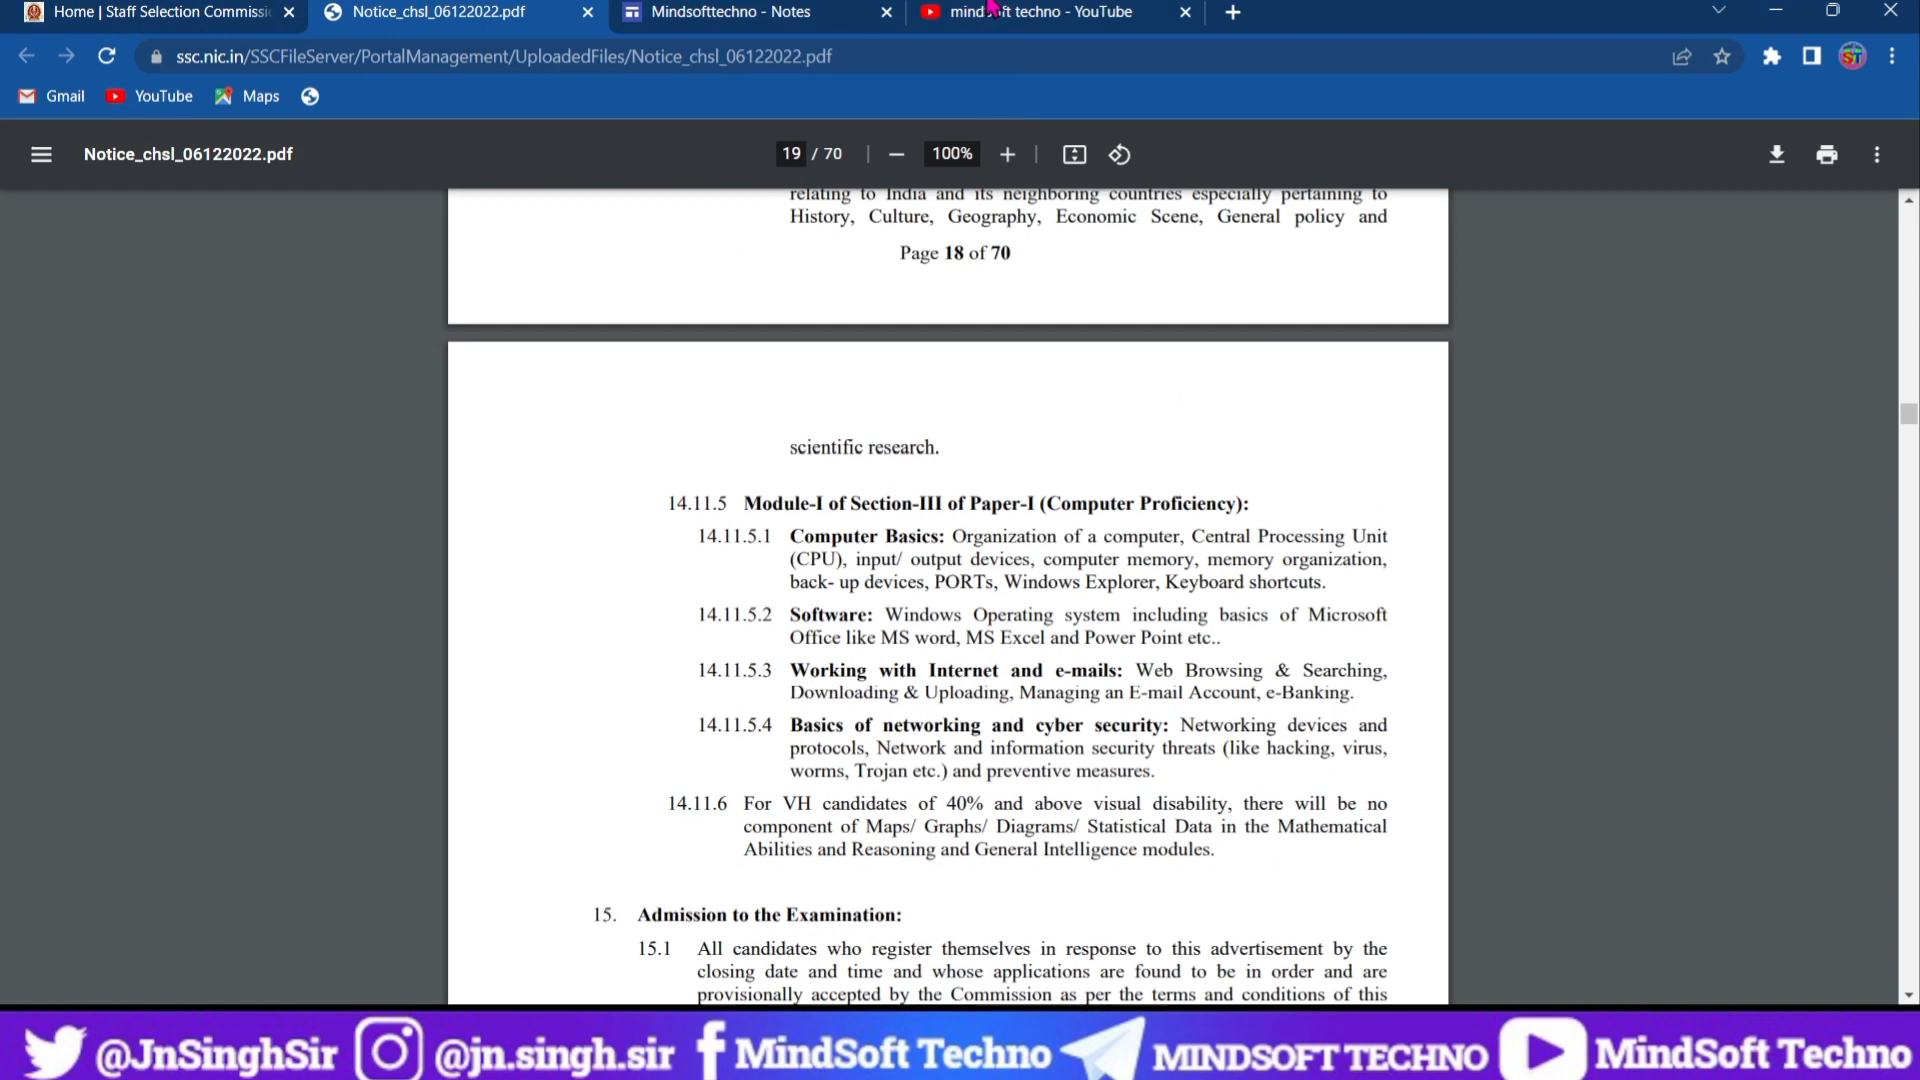 Home | Staff Selection Commissi
Notice_chsl_06122022.pdf
Mindsofttechno - Notes
mindsoft techno - YouTube
ssc.nic.in/SSCFileServer/PortalManagement/UploadedFiles/Notice_chsl_06122022.pdf
ST
Gmail
YouTube
Maps
Notice_chsl_06122022.pdf
19 / 70
100%
relating to India and its neighboring countries especially pertaining to
History, Culture, Geography, Economic Scene, General policy and
Page 18 of 70
scientific research.
14.11.5 Module-I of Section-III of Paper-I (Computer Proficiency):
14.11.5.1 Computer Basics: Organization of a computer, Central Processing Unit
(CPU), input/ output devices, computer memory, memory organization,
back- up devices, PORTs, Windows Explorer, Keyboard shortcuts.
14.11.5.2 Software: Windows Operating system including basics of Microsoft
Office like MS word, MS Excel and Power Point etc..
14.11.5.3 Working with Internet and e-mails: Web Browsing & Searching,
Downloading & Uploading, Managing an E-mail Account, e-Banking.
14.11.5.4 Basics of networking and cyber security: Networking devices and
protocols, Network and information security threats (like hacking, virus,
worms, Trojan etc.) and preventive measures.
14.11.6 For VH candidates of 40% and above visual disability, there will be no
component of Maps/ Graphs/ Diagrams/ Statistical Data in the Mathematical
Abilities and Reasoning and General Intelligence modules.
15. Admission to the Examination:
15.1 All candidates who register themselves in response to this advertisement by the
closing date and time and whose applications are found to be in order and are
provisionally accepted by the Commission as per the terms and conditions of this
@JnSinghSir @jn.singh.sir MindSoft Techno MINDSOFT TECHNO MindSoft Techno